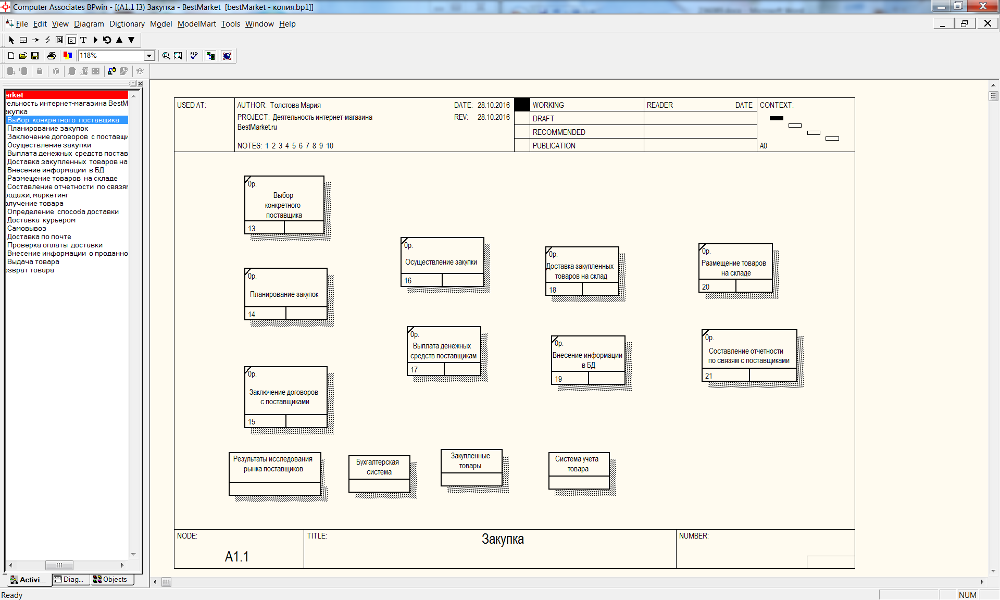 Computer Associates BPwin - [(A1.1 I3) Закупка - BestMarket  [bestMarket - копия.bp1]]
File Edit View Diagram Dictionary Model ModelMart Tools Window Help
118%
arket
гельность интернет-магазина BestM
акупка
Выбор конкретного поставщика
Планирование закупок
Заключение договоров с поставщи
Осуществление закупки
Выплата денежных средств постав
Доставка закупленных товаров на
Внесение информации в БД
Размещение товаров на складе
Составление отчетности по связя
родажи, маркетинг
олучение товара
Определение способа доставки
Доставка курьером
Самовывоз
Доставка по почте
Проверка оплаты доставки
Внесение информации о проданно
Выдача товара
озврат товара
Activi...
Diag...
Objects
USED AT:
AUTHOR: Толстова Мария
DATE: 28.10.2016
PROJECT: Деятельность интернет-магазина
BestMarket.ru
REV: 28.10.2016
NOTES: 1 2 3 4 5 6 7 8 9 10
WORKING
DRAFT
RECOMMENDED
PUBLICATION
READER
DATE
CONTEXT:
A0
0р.
Выбор
конкретного
поставщика
13
0р.
Планирование закупок
14
0р.
Заключение договоров
с поставщиками
15
0р.
Осуществление закупки
16
0р.
Выплата денежных
средств поставщикам
17
0р.
Доставка закупленных
товаров на склад
18
0р.
Внесение информации
в БД
19
0р.
Размещение товаров
на складе
20
0р.
Составление отчетности
по связям с поставщиками
21
Результаты исследования
рынка поставщиков
Бухгалтерская
система
Закупленные
товары
Система учета
товара
NODE:
A1.1
TITLE:
Закупка
NUMBER:
Ready
NUM